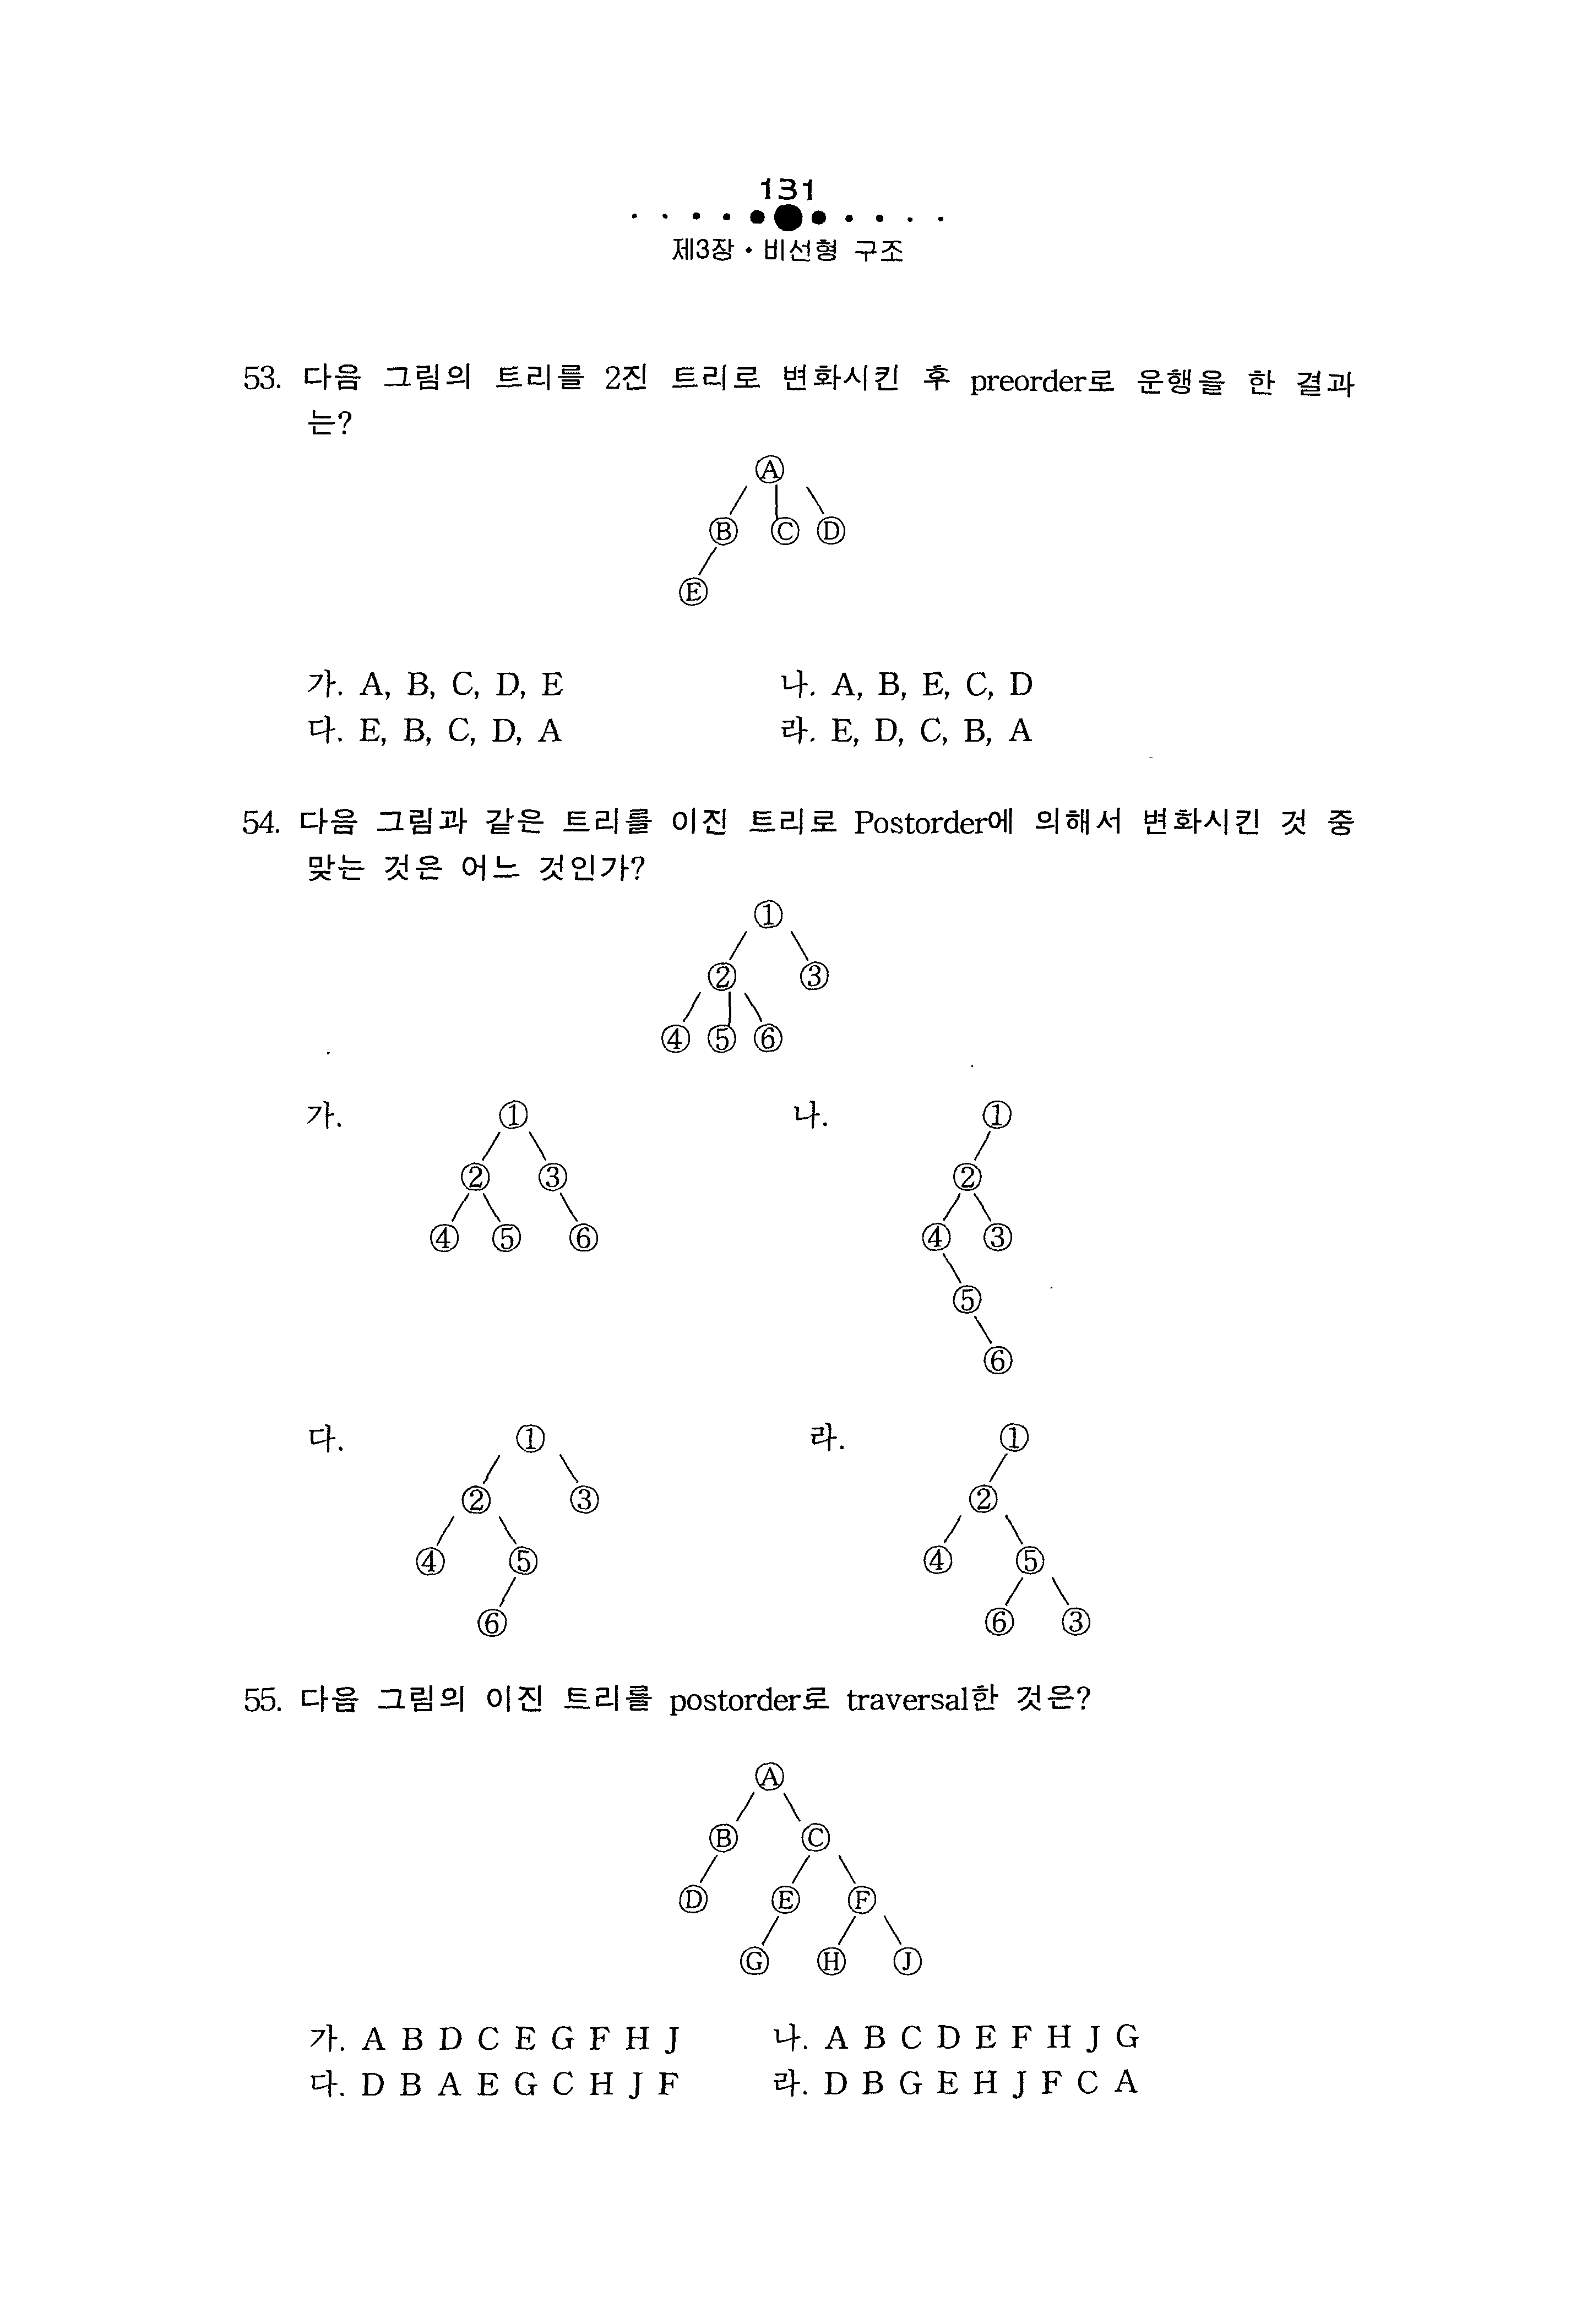 131
제3장 • 비선형 구조
53. 다음 그림의 트리를 2진 트리로 변화시킨 후 preorder로 운행을 한 결과
는?
Ⓐ
Ⓑ Ⓒ Ⓓ
Ⓔ
가. A, B, C, D, E 나. A, B, E, C, D
다. E, B, C, D, A 라. E, D, C, B, A
54. 다음 그림과 같은 트리를 이진 트리로 Postorder에 의해서 변화시킨 것 중
맞는 것은 어느 것인가?
①
② ③
④ ⑤ ⑥
가. ① 나. ①
② ③ ②
④ ⑤ ⑥ ④ ③
⑤
⑥
다. ① 라. ①
② ③ ②
④ ⑤ ④ ⑤
⑥ ⑥ ③
55. 다음 그림의 이진 트리를 postorder로 traversal한 것은?
Ⓐ
Ⓑ Ⓒ
Ⓓ Ⓔ Ⓕ
Ⓖ Ⓗ Ⓙ
가. A B D C E G F H J 나. A B C D E F H J G
다. D B A E G C H J F 라. D B G E H J F C A